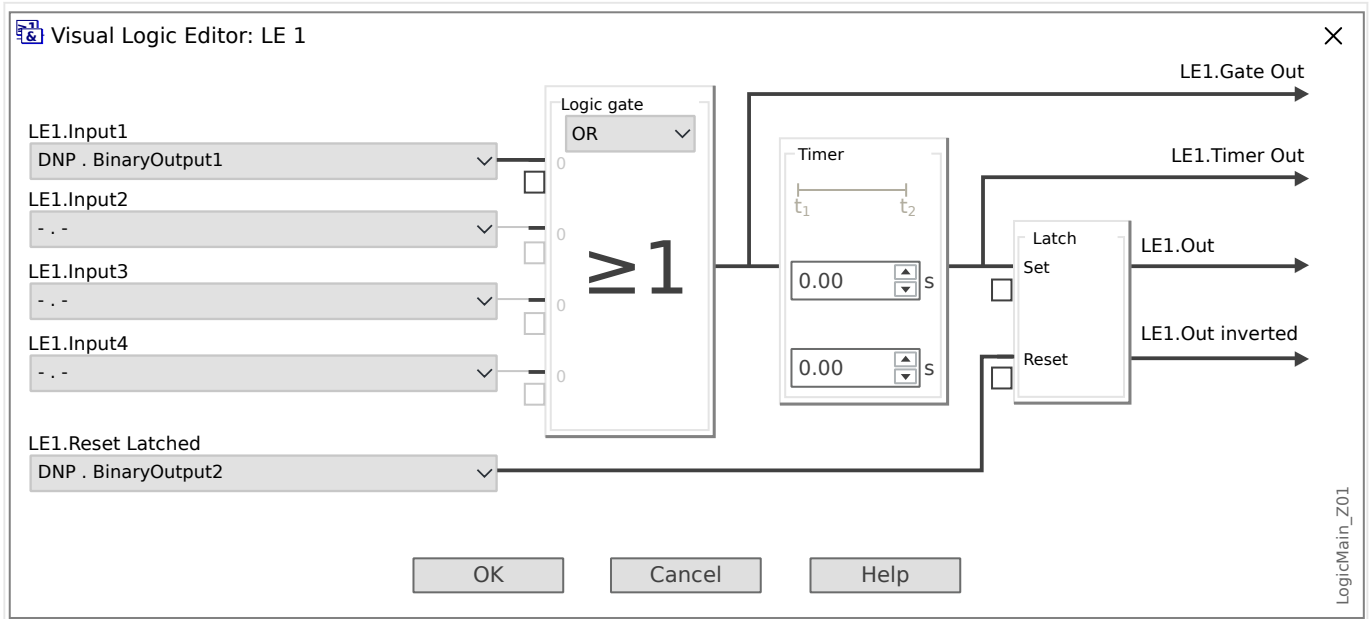 ≥1
&
Visual Logic Editor: LE 1
LE1.Gate Out
Logic gate
OR
LE1.Input1
DNP . BinaryOutput1
0
LE1.Timer Out
Timer
t1 t2
LE1.Input2
- . -
0
≥1
Latch
LE1.Out
Set
LE1.Input3
- . -
0
0.00 s
LE1.Out inverted
LE1.Input4
- . -
0
0.00 s
Reset
LE1.Reset Latched
DNP . BinaryOutput2
OK
Cancel
Help
LogicMain_Z01